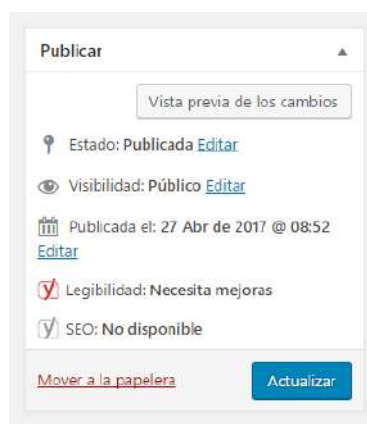 Publicar
Vista previa de los cambios
Estado: Publicada Editar
Visibilidad: Público Editar
Publicada el: 27 Abr de 2017 @ 08:52
Editar
Legibilidad: Necesita mejoras
SEO: No disponible
Mover a la papelera
Actualizar